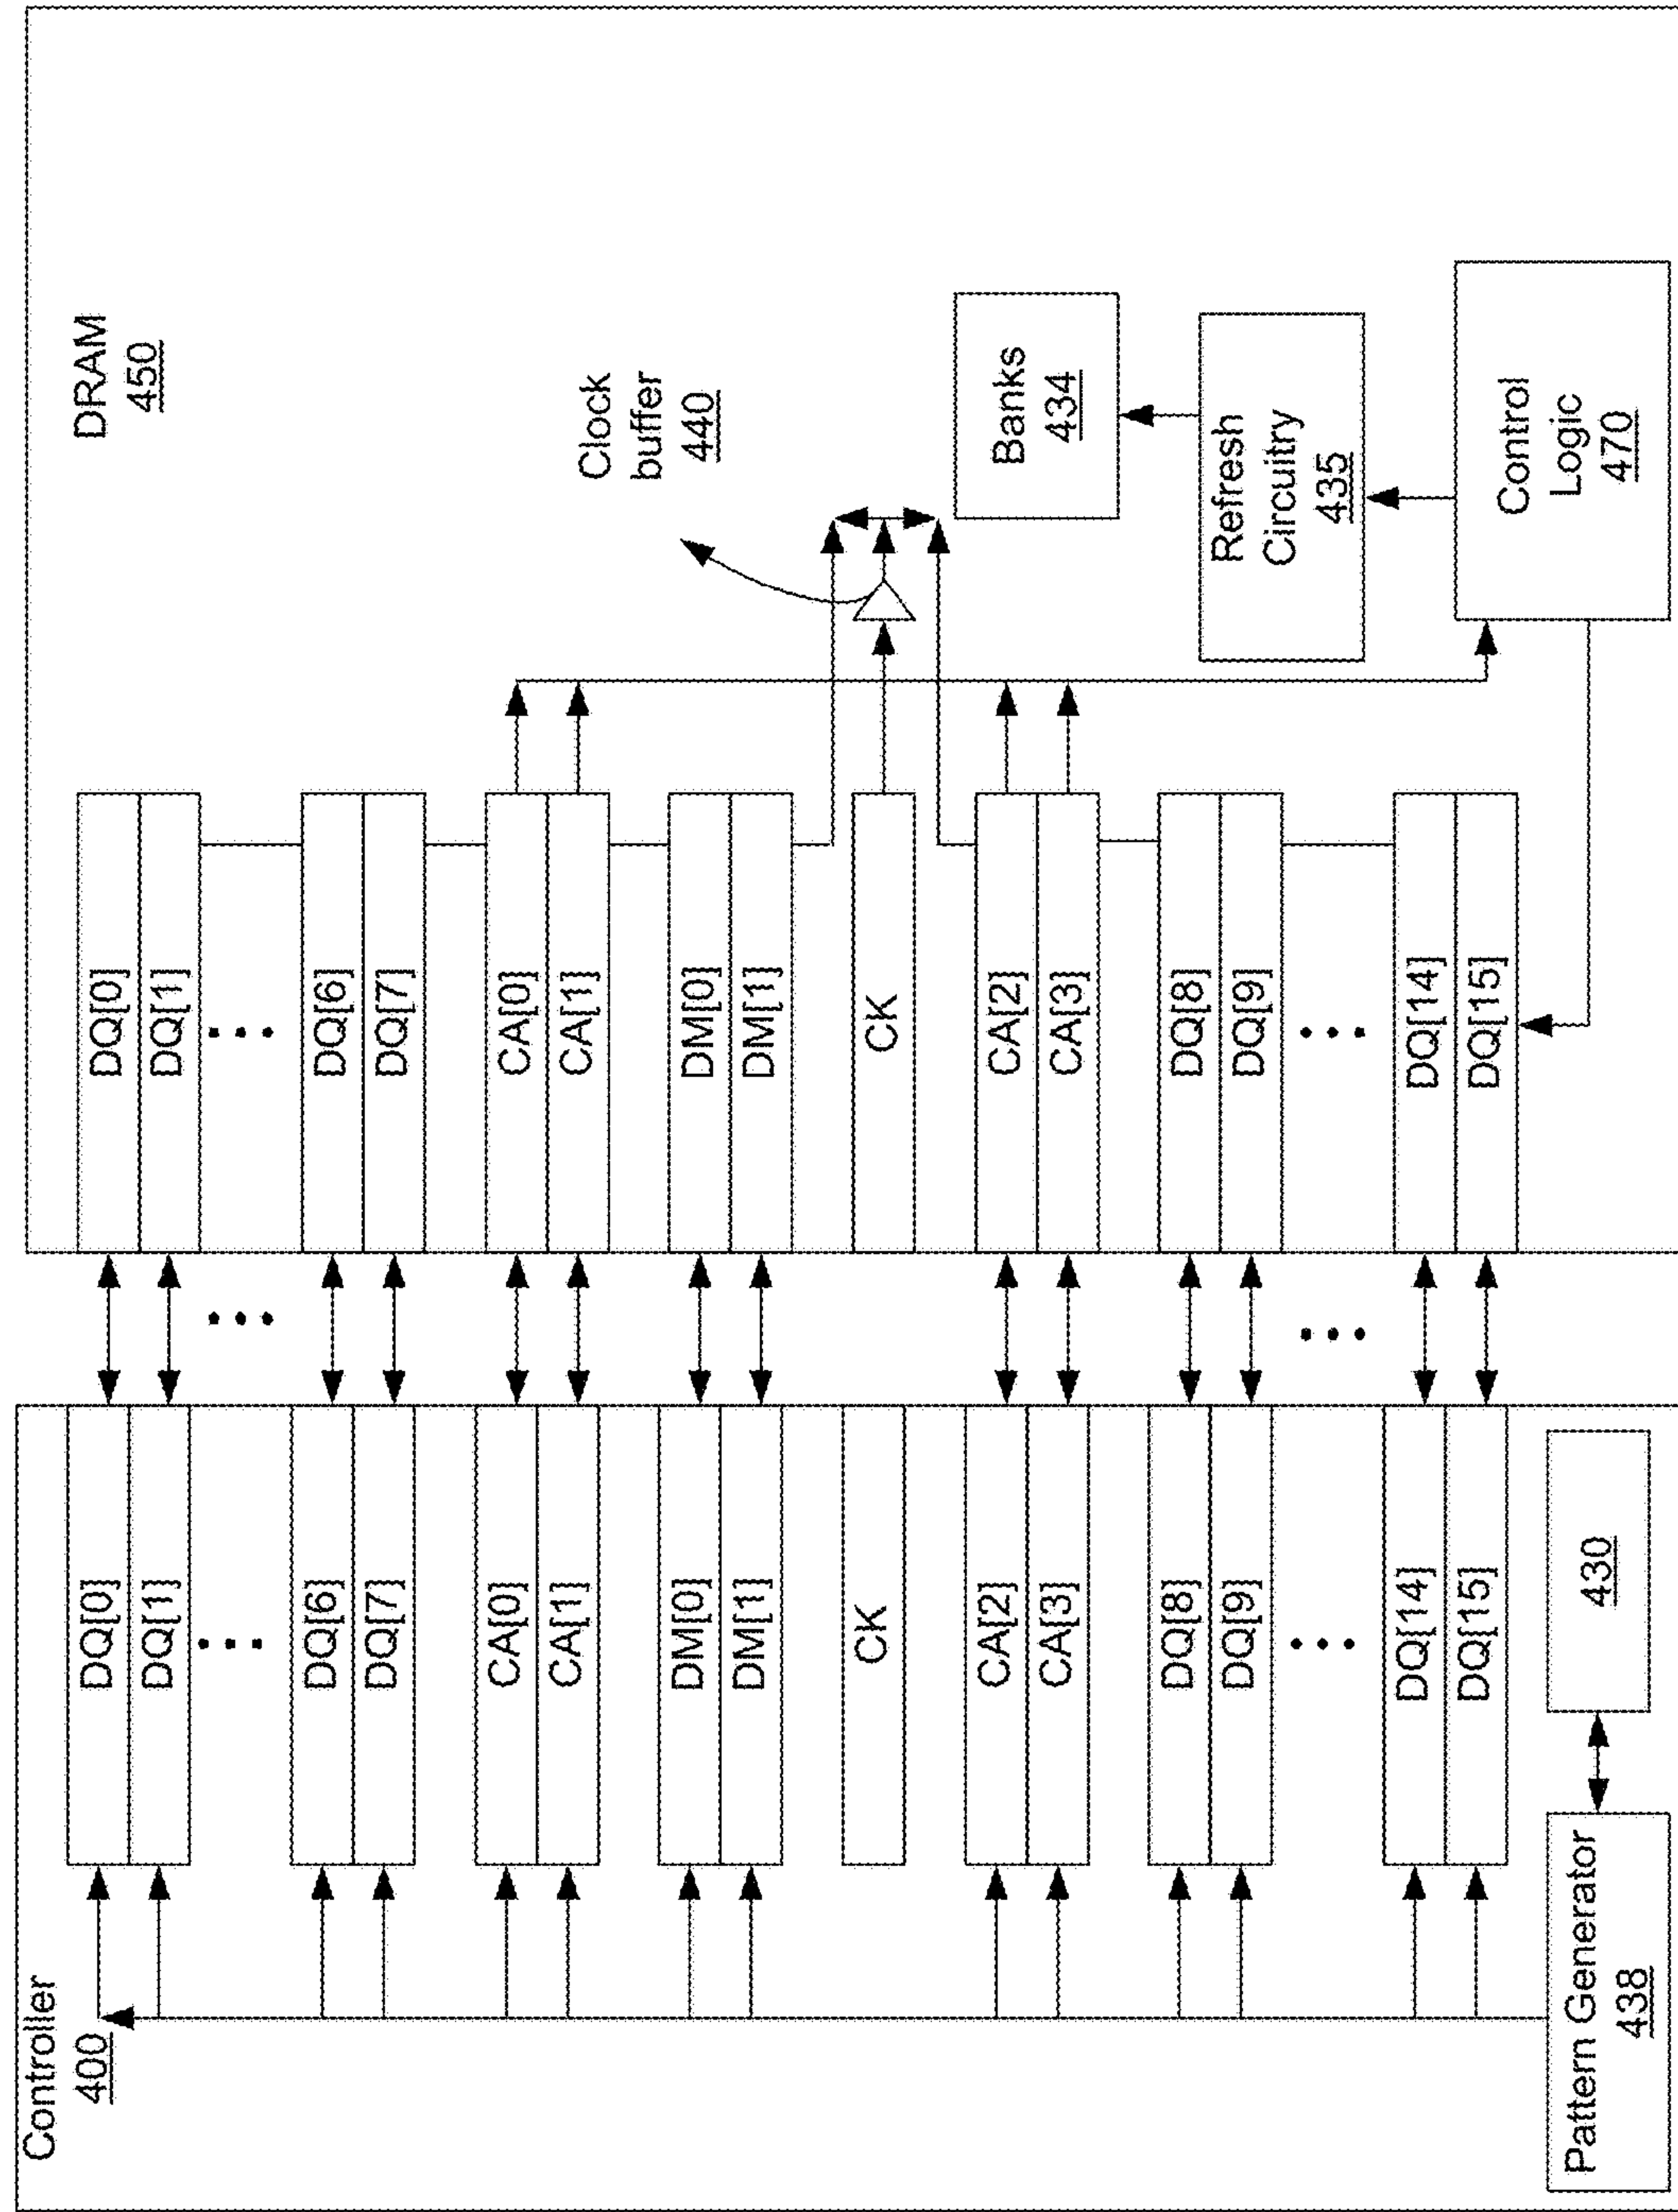 Controller
400
DQ[0]
DQ[1]
• • •
DQ[6]
DQ[7]
CA[0]
CA[1]
DM[0]
DM[1]
CK
CA[2]
CA[3]
DQ[8]
DQ[9]
• • •
DQ[14]
DQ[15]
430
Pattern Generator
438
• • •
• • •
DRAM
450
DQ[0]
DQ[1]
• • •
DQ[6]
DQ[7]
CA[0]
CA[1]
DM[0]
DM[1]
CK
CA[2]
CA[3]
DQ[8]
DQ[9]
• • •
DQ[14]
DQ[15]
Clock
buffer
440
Banks
434
Refresh
Circuitry
435
Control
Logic
470